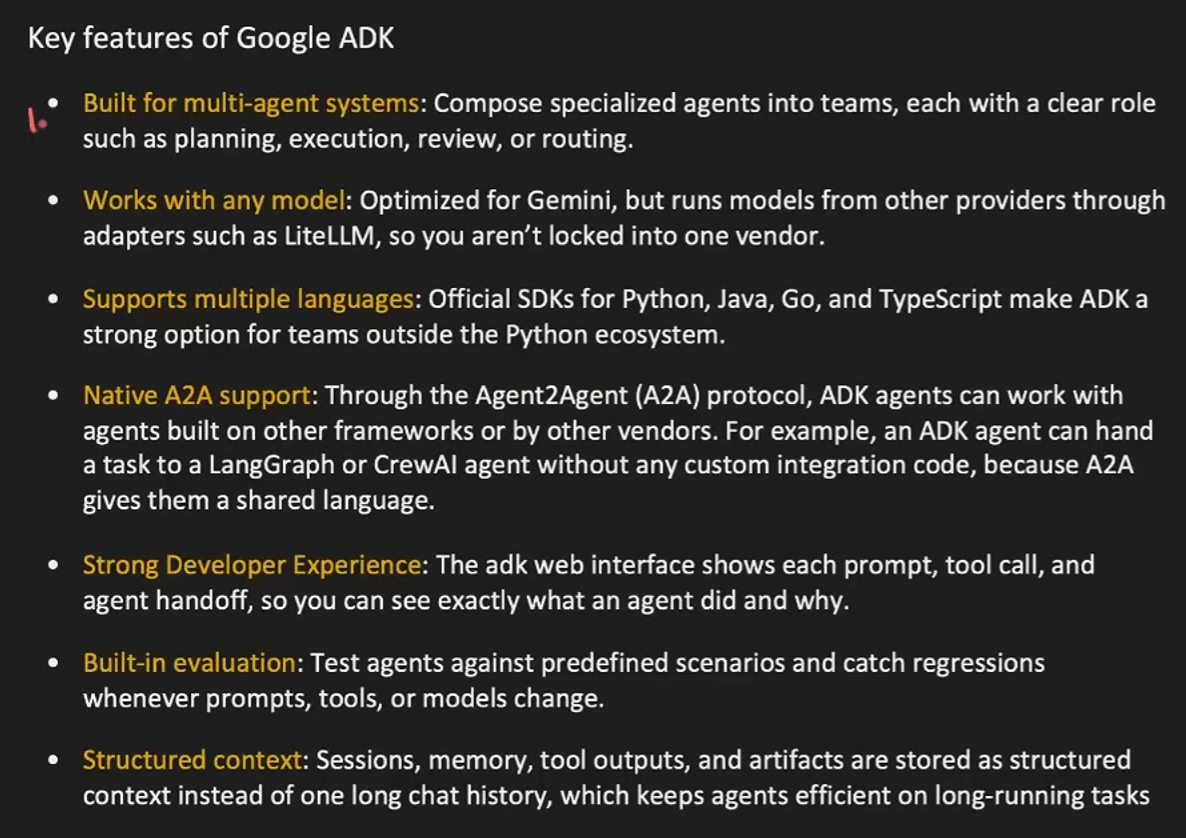 Key features of Google ADK
1.
• Built for multi-agent systems: Compose specialized agents into teams, each with a clear role
such as planning, execution, review, or routing.
• Works with any model: Optimized for Gemini, but runs models from other providers through
adapters such as LiteLLM, so you aren’t locked into one vendor.
• Supports multiple languages: Official SDKs for Python, Java, Go, and TypeScript make ADK a
strong option for teams outside the Python ecosystem.
• Native A2A support: Through the Agent2Agent (A2A) protocol, ADK agents can work with
agents built on other frameworks or by other vendors. For example, an ADK agent can hand
a task to a LangGraph or CrewAI agent without any custom integration code, because A2A
gives them a shared language.
• Strong Developer Experience: The adk web interface shows each prompt, tool call, and
agent handoff, so you can see exactly what an agent did and why.
• Built-in evaluation: Test agents against predefined scenarios and catch regressions
whenever prompts, tools, or models change.
• Structured context: Sessions, memory, tool outputs, and artifacts are stored as structured
context instead of one long chat history, which keeps agents efficient on long-running tasks